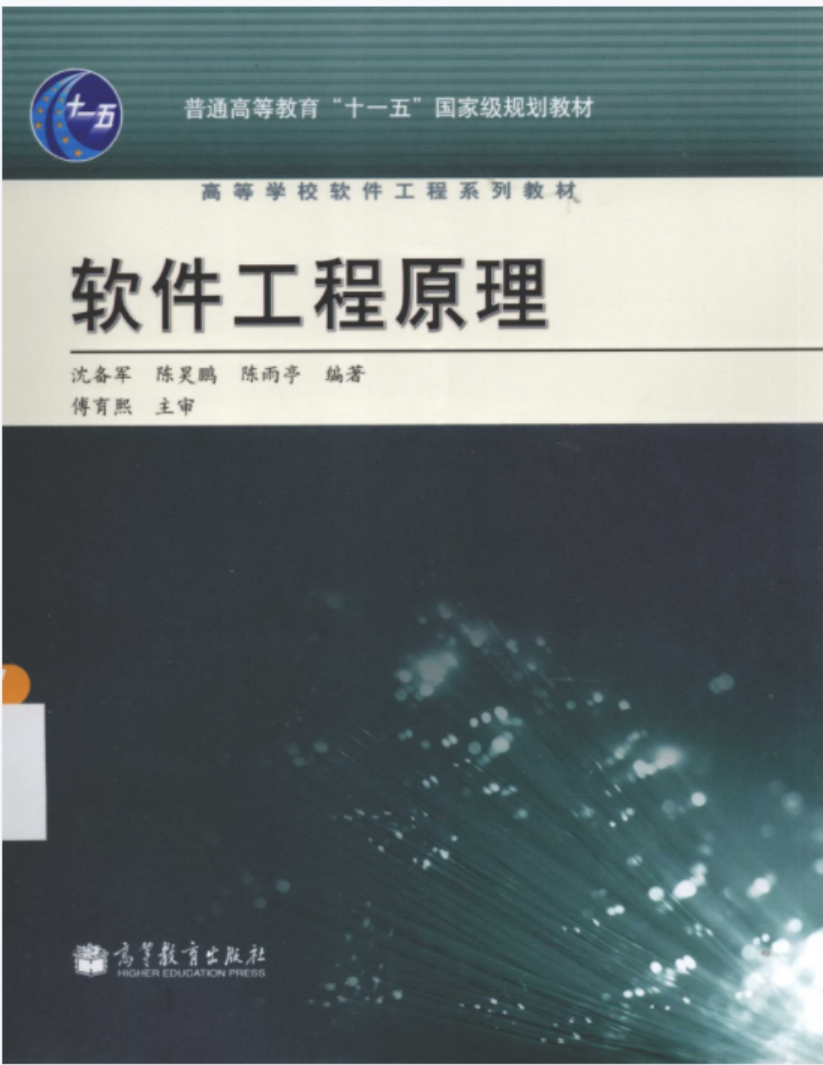 十一五
普通高等教育“十一五”国家级规划教材
高等学校软件工程系列教材
软件工程原理
沈备军 陈昊鹏 陈雨亭 编著
傅育熙 主审
高等教育出版社
HIGHER EDUCATION PRESS